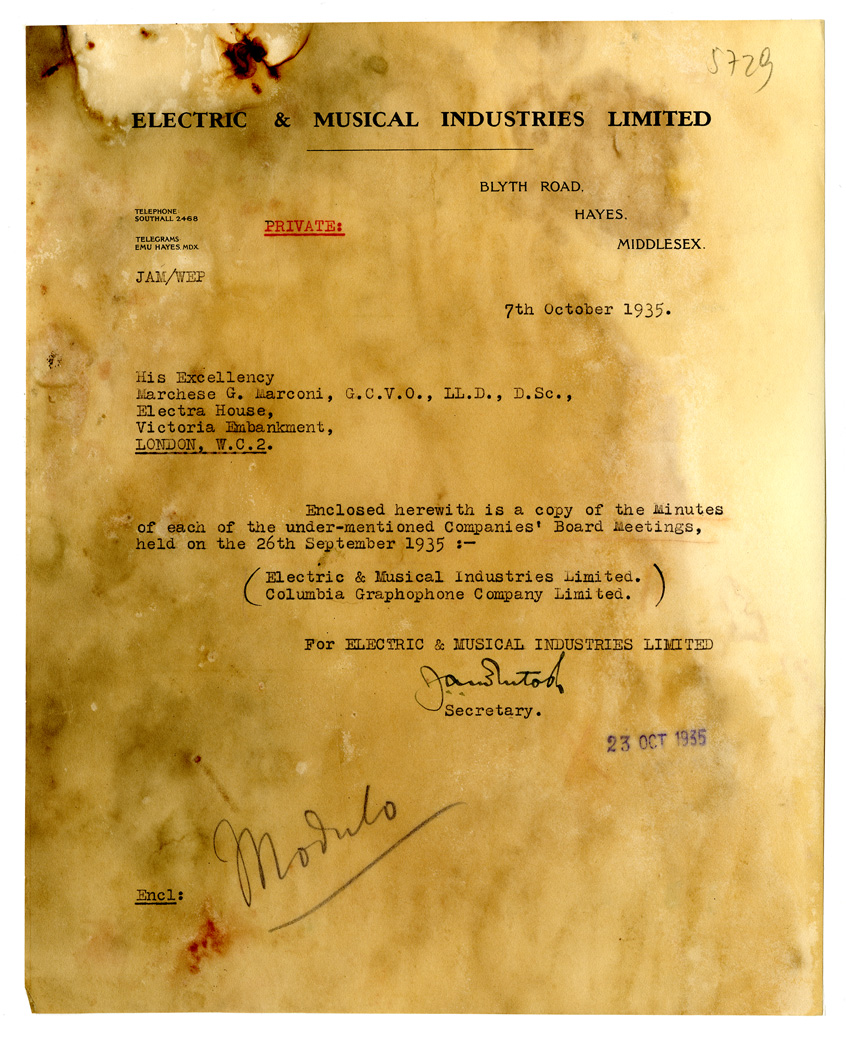 5729
ELECTRIC & MUSICAL INDUSTRIES LIMITED
BLYTH ROAD,
HAYES,
MIDDLESEX.
TELEPHONE:
SOUTHALL 2468
TELEGRAMS
EMU HAYES, MDX.
PRIVATE:
JAM/WEP
7th October 1935.
His Excellency
Marchese G. Marconi, G.C.V.O., LL.D., D.Sc.,
Electra House,
Victoria Embankment,
LONDON, W.C.2.
Enclosed herewith is a copy of the Minutes
of each of the under-mentioned Companies' Board Meetings,
held on the 26th September 1935 :-
(Electric & Musical Industries Limited.
Columbia Graphophone Company Limited.)
For ELECTRIC & MUSICAL INDUSTRIES LIMITED
Secretary.
23 OCT 1935
Modulo
Encl: